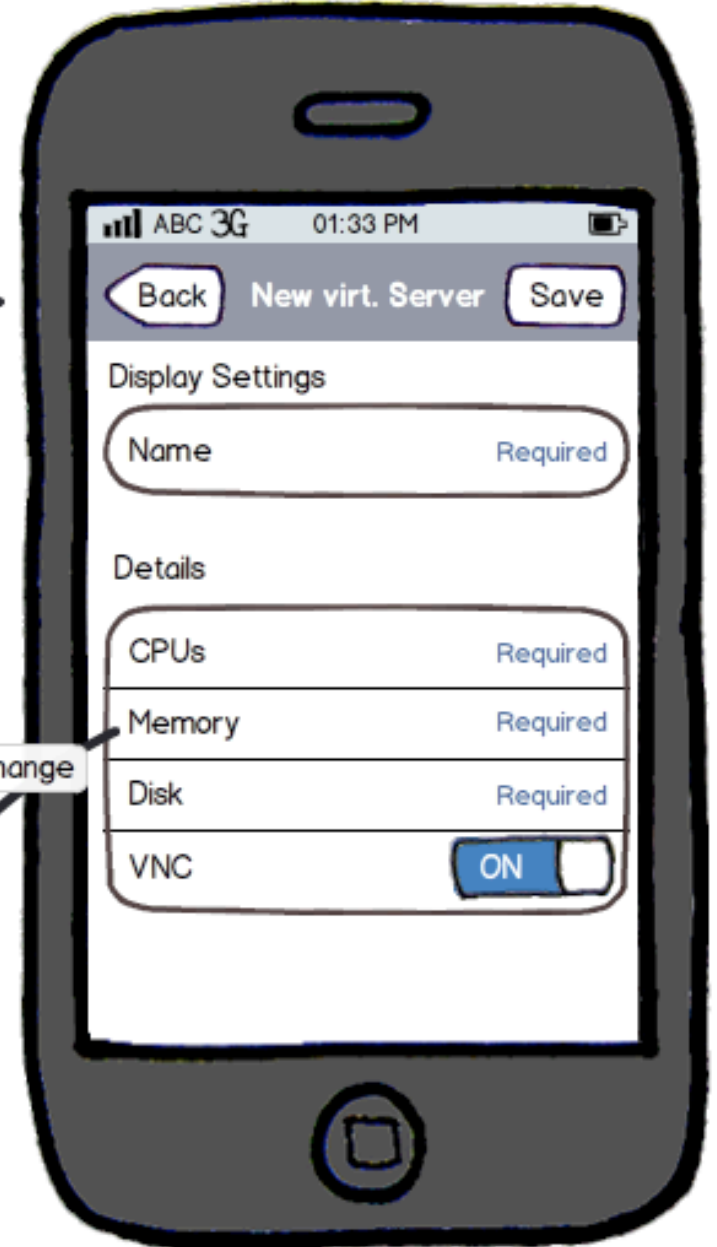 ABC 3G 01:33 PM
Back New virt. Server Save
Display Settings
Name Required
Details
CPUs Required
Memory Required
hange
Disk Required
VNC ON